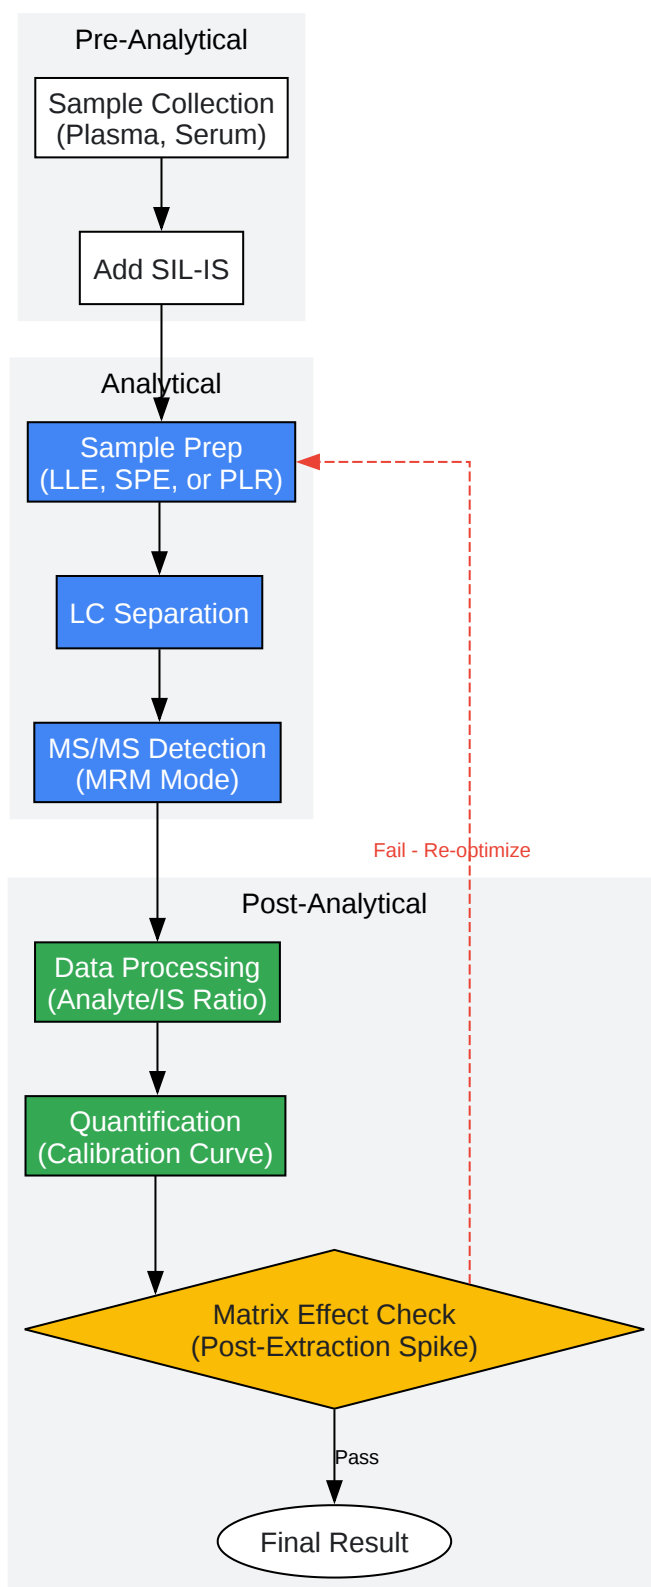 Pre-Analytical
Sample Collection
(Plasma, Serum)
Add SIL-IS
Analytical
Sample Prep
(LLE, SPE, or PLR)
LC Separation
MS/MS Detection
(MRM Mode)
Fail - Re-optimize
Post-Analytical
Data Processing
(Analyte/IS Ratio)
Quantification
(Calibration Curve)
Matrix Effect Check
(Post-Extraction Spike)
Pass
Final Result